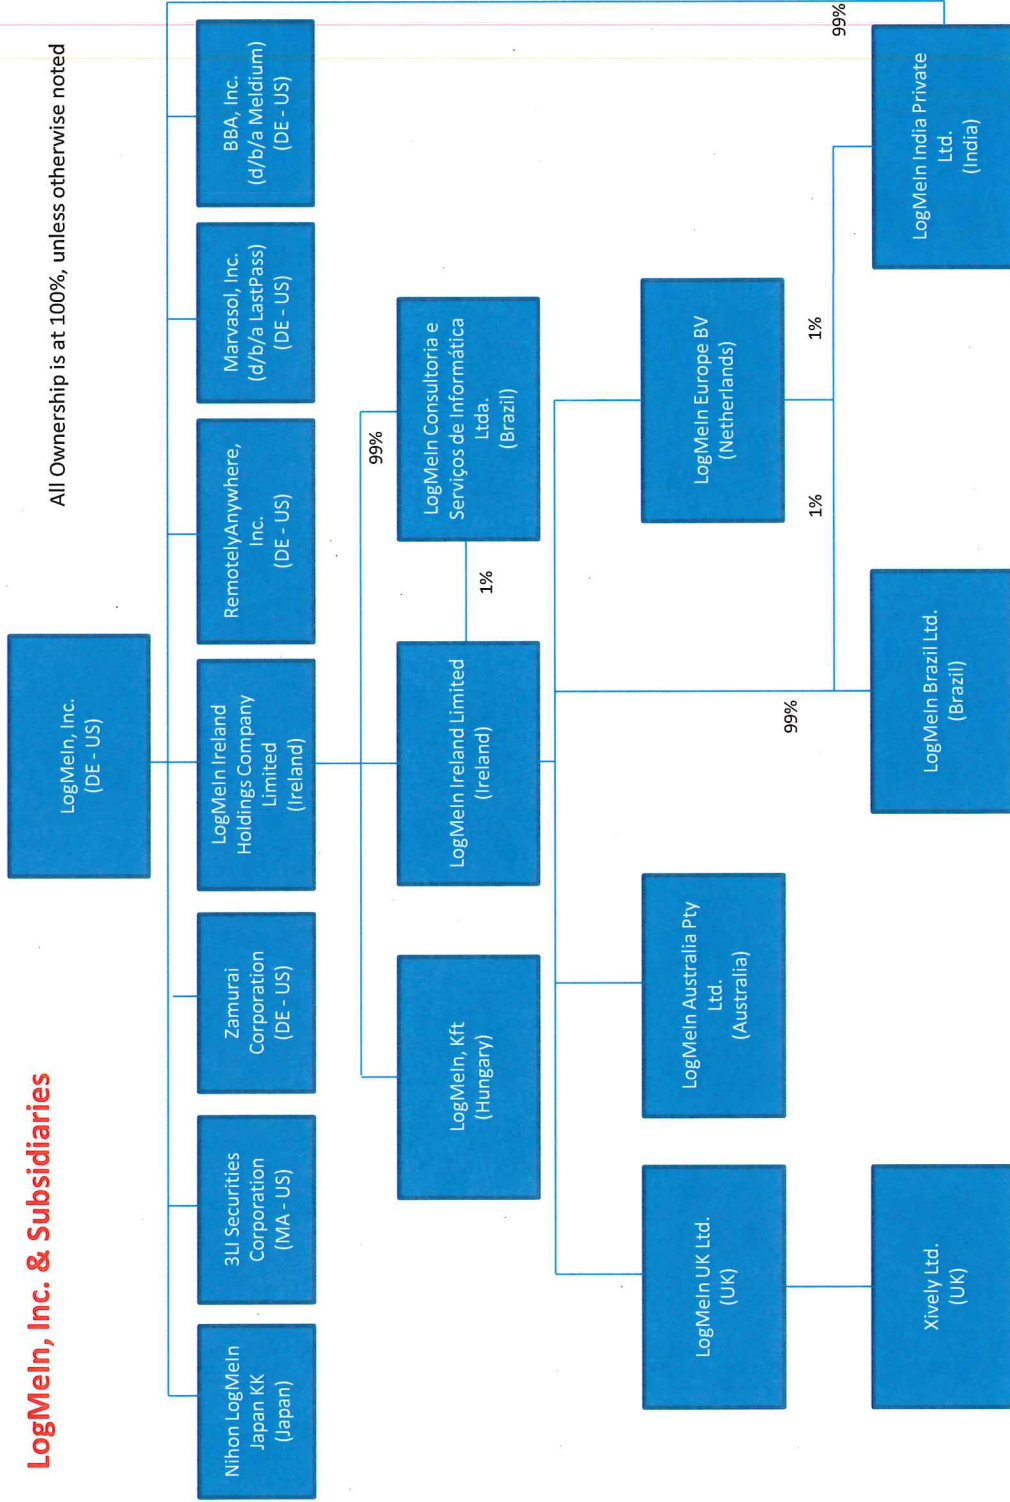 LogMeIn, Inc. & Subsidiaries
All Ownership is at 100%, unless otherwise noted
LogMeIn, Inc.
(DE - US)
Nihon LogMeIn
Japan KK
(Japan)
3LI Securities
Corporation
(MA - US)
Zamurai
Corporation
(DE - US)
LogMeIn Ireland
Holdings Company
Limited
(Ireland)
RemotelyAnywhere,
Inc.
(DE - US)
Marvasol, Inc.
(d/b/a LastPass)
(DE - US)
BBA, Inc.
(d/b/a Meldium)
(DE - US)
99%
LogMeIn, Kft
(Hungary)
LogMeIn Ireland Limited
(Ireland)
1%
LogMeIn Consultoria e
Serviços de Informática
Ltda.
(Brazil)
LogMeIn UK Ltd.
(UK)
LogMeIn Australia Pty
Ltd.
(Australia)
LogMeIn Europe BV
(Netherlands)
99%
1%
1%
99%
Xively Ltd.
(UK)
LogMeIn Brazil Ltd.
(Brazil)
LogMeIn India Private
Ltd.
(India)